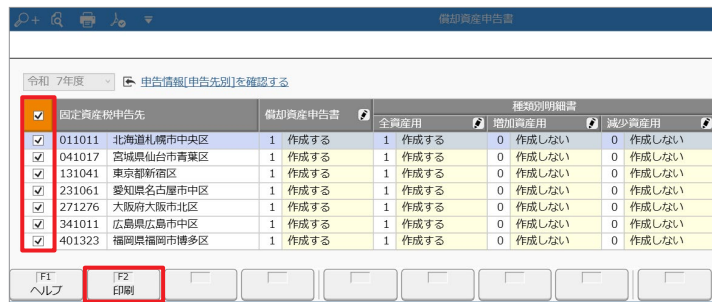 償却資産申告書
令和 7年度 申告情報[申告先別]を確認する
固定資産税申告先 償却資産申告書 種類別明細書
全資産用 増加資産用 減少資産用
011011 北海道札幌市中央区 1 作成する 1 作成する 0 作成しない 0 作成しない
041017 宮城県仙台市青葉区 1 作成する 1 作成する 0 作成しない 0 作成しない
131041 東京都新宿区 1 作成する 1 作成する 0 作成しない 0 作成しない
231061 愛知県名古屋市中区 1 作成する 1 作成する 0 作成しない 0 作成しない
271276 大阪府大阪市北区 1 作成する 1 作成する 0 作成しない 0 作成しない
341011 広島県広島市中区 1 作成する 1 作成する 0 作成しない 0 作成しない
401323 福岡県福岡市博多区 1 作成する 1 作成する 0 作成しない 0 作成しない
F1 F2
ヘルプ 印刷